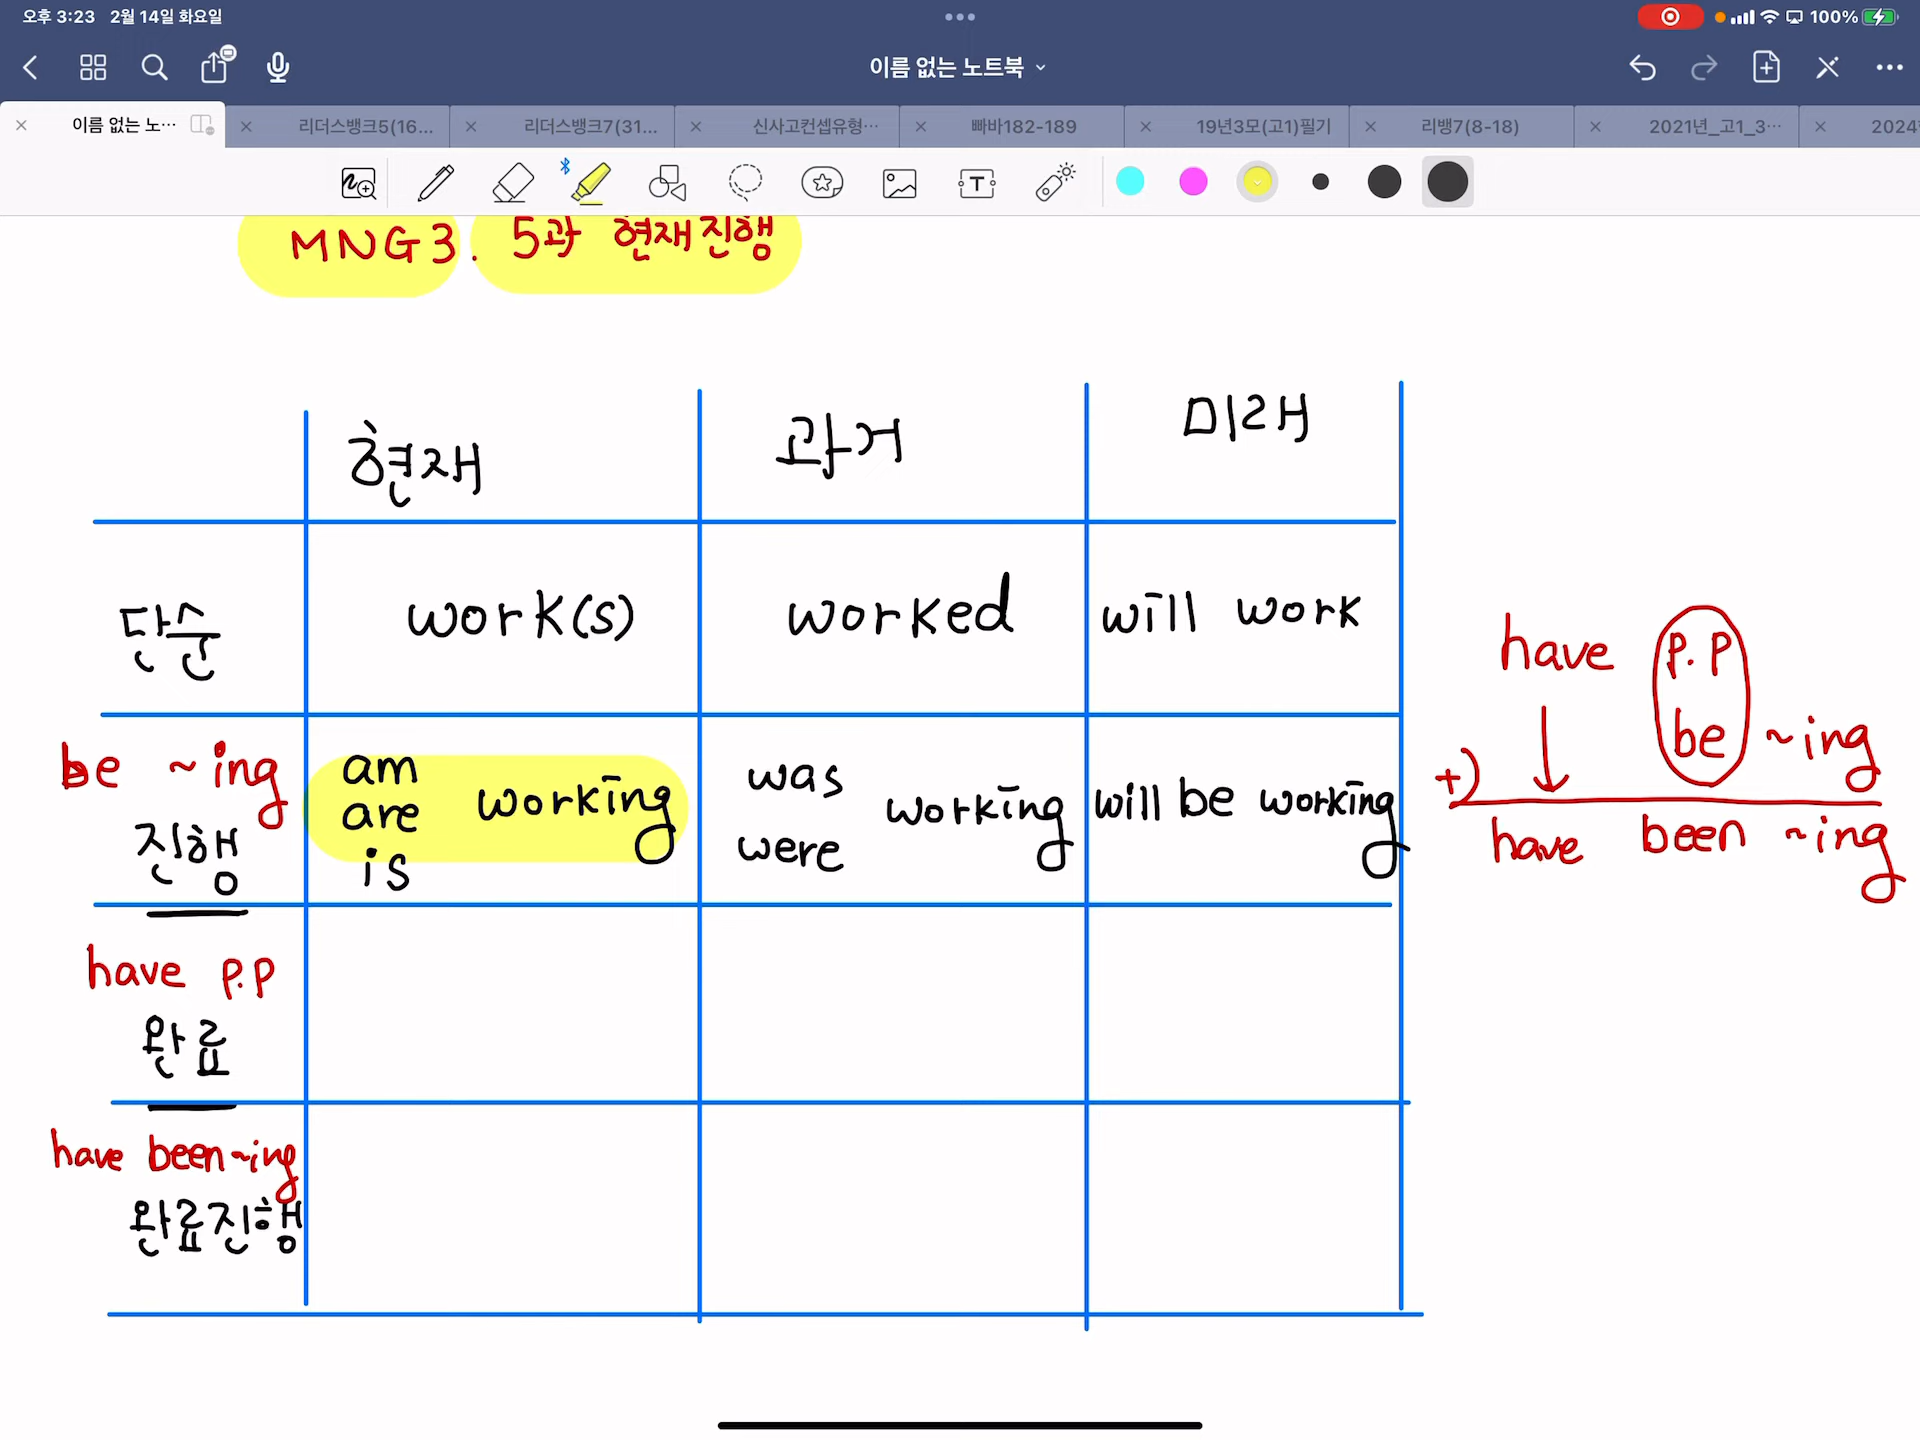 오후 3:23 2월 14일 화요일
100%
이름 없는 노트북
이름 없는 노…
리더스뱅크5(16...
리더스뱅크7(31...
신사고컨셉유형…
빠바182-189
19년3모(고1)필기
리뱅7(8-18)
2021년_고1_3…
MNG3. 5과 현재진행
현재 과거 미래
단순 work(s) worked will work
be ~ing
진행
am
are
is
working
was
were
working
will be working
have p.p
완료
have been~ing
완료진행
have p.p
be ~ing
+)
have been ~ing